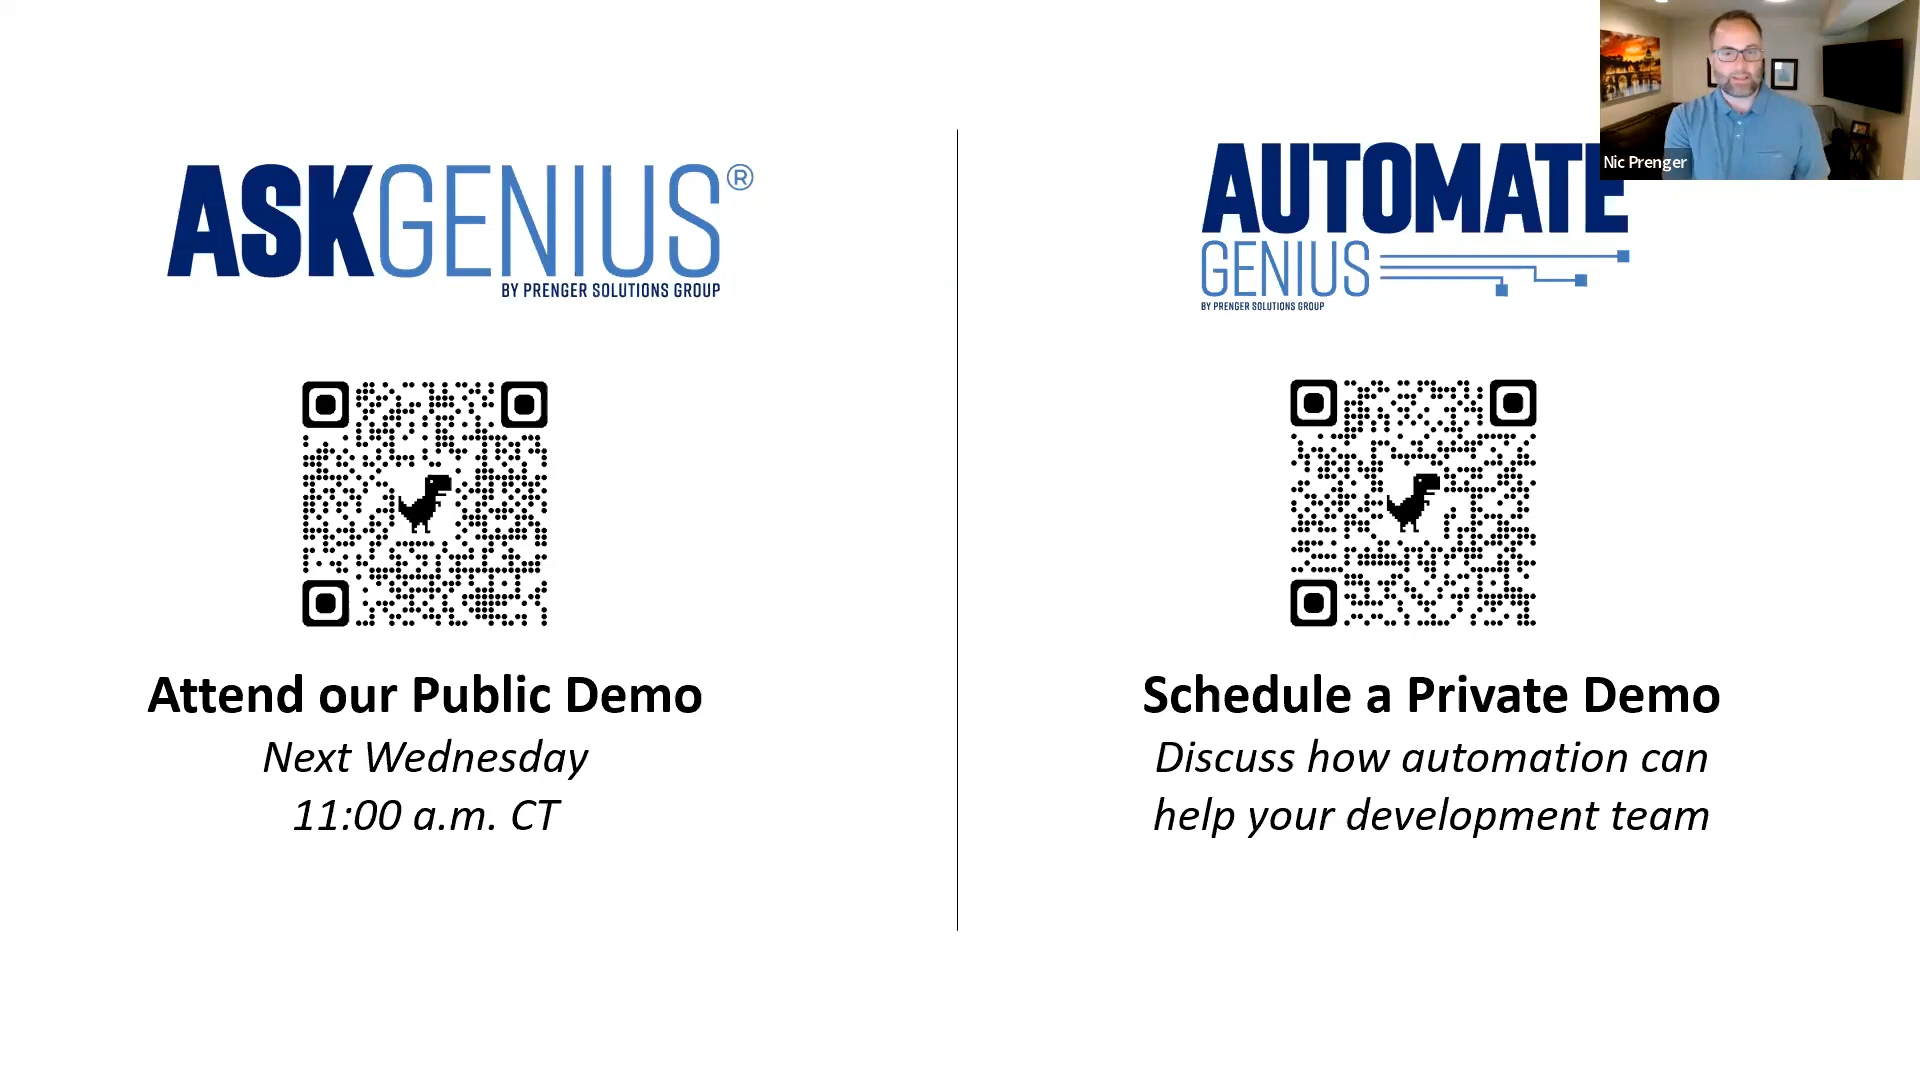 ASKGENIUS®
BY PRENGER SOLUTIONS GROUP
Attend our Public Demo
Next Wednesday
11:00 a.m. CT
AUTOMATE
GENIUS
BY PRENGER SOLUTIONS GROUP
Schedule a Private Demo
Discuss how automation can
help your development team
Nic Prenger